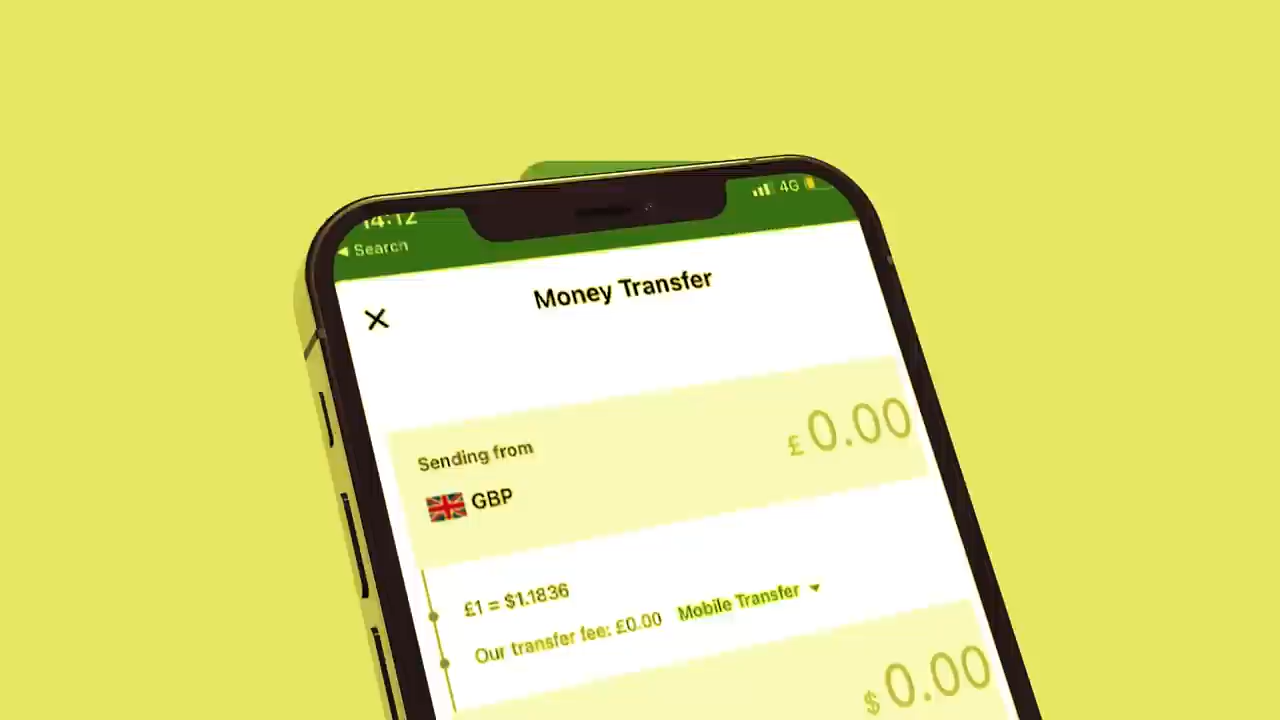 14:12
4G
◀ Search
Money Transfer
Sending from
£0.00
GBP
£1 = $1.1836
Our transfer fee: £0.00 Mobile Transfer ▼
$0.00